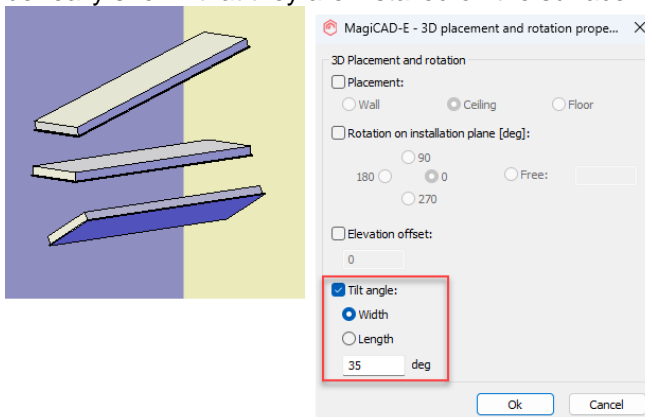 MagiCAD-E - 3D placement and rotation prope...
3D Placement and rotation
Placement:
Wall Ceiling Floor
Rotation on installation plane [deg]:
90
180 0 Free:
270
Elevation offset:
0
Tilt angle:
Width
Length
35 deg
Ok Cancel